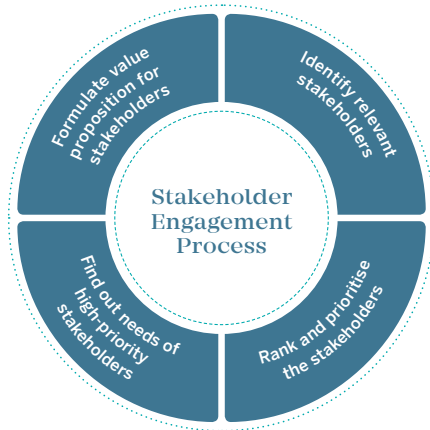 Stakeholder
Engagement
Process
Identify relevant
stakeholders
Rank and prioritise
the stakeholders
Find out needs of
high-priority
stakeholders
Formulate value
proposition for
stakeholders